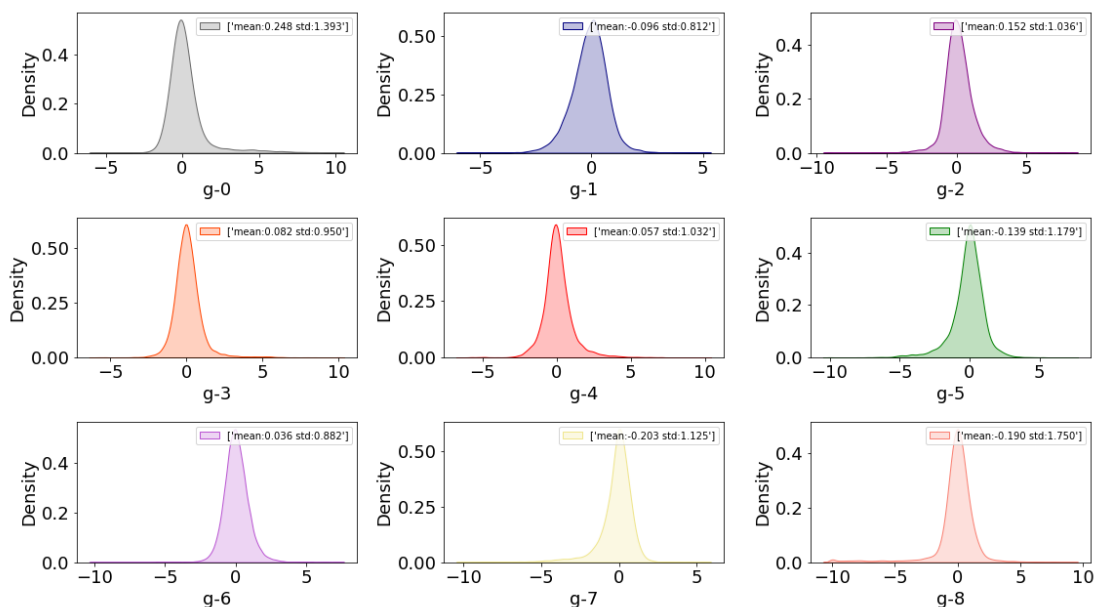 ['mean:0.248 std:1.393']
Density
0.4
0.2
0.0
−5 0 5 10
g-0
['mean:-0.096 std:0.812']
Density
0.50
0.25
0.00
−5 0 5
g-1
['mean:0.152 std:1.036']
Density
0.4
0.2
0.0
−10 −5 0 5
g-2
['mean:0.082 std:0.950']
Density
0.50
0.25
0.00
−5 0 5 10
g-3
['mean:0.057 std:1.032']
Density
0.50
0.25
0.00
−5 0 5 10
g-4
['mean:-0.139 std:1.179']
Density
0.4
0.2
0.0
−10 −5 0 5
g-5
['mean:0.036 std:0.882']
Density
0.4
0.2
0.0
−10 −5 0 5
g-6
['mean:-0.203 std:1.125']
Density
0.50
0.25
0.00
−10 −5 0 5
g-7
['mean:-0.190 std:1.750']
Density
0.4
0.2
0.0
−10 −5 0 5 10
g-8